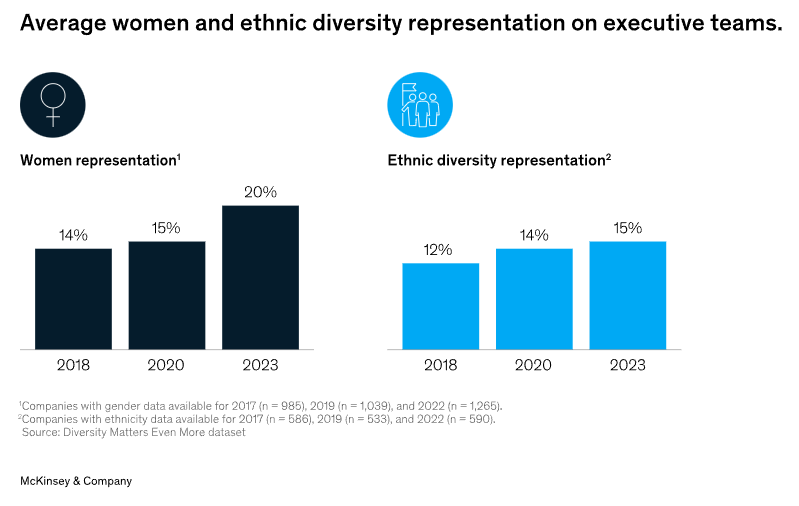 Average women and ethnic diversity representation on executive teams.
Women representation¹
20%
15%
14%
2018
2020
2023
Ethnic diversity representation²
15%
14%
12%
2018
2020
2023
¹Companies with gender data available for 2017 (n = 985), 2019 (n = 1,039), and 2022 (n = 1,265).
²Companies with ethnicity data available for 2017 (n = 586), 2019 (n = 533), and 2022 (n = 590).
Source: Diversity Matters Even More dataset
McKinsey & Company